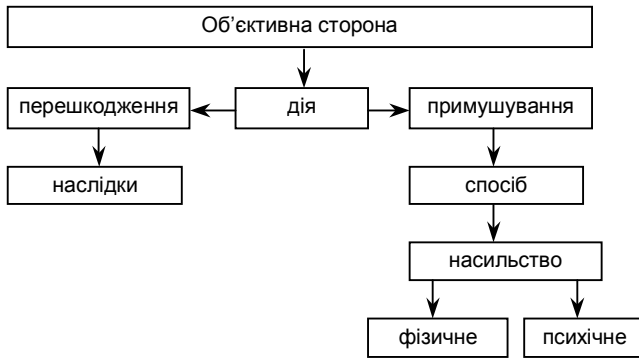 Об’єктивна сторона
перешкодження
дія
примушування
наслідки
спосіб
насильство
фізичне
психічне